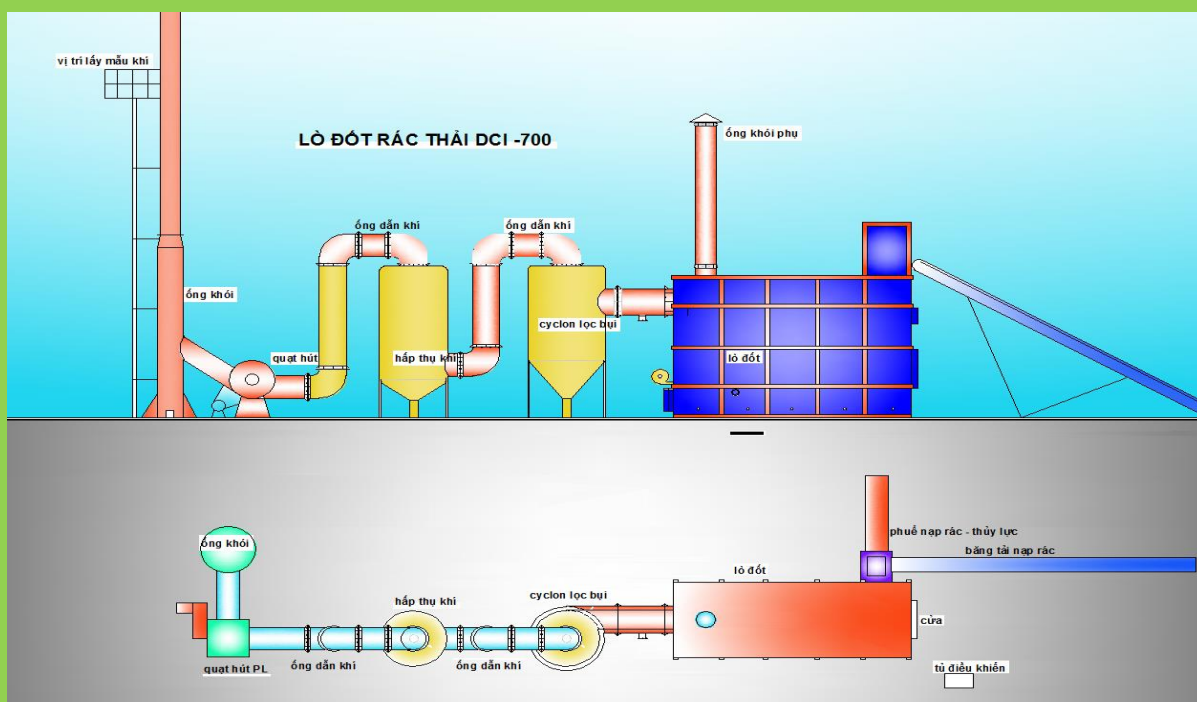 vị trí lấy mẫu khí
LÒ ĐỐT RÁC THẢI DCI -700
ống khói phụ
ống dẫn khí
ống dẫn khí
ống khói
cyclon lọc bụi
quạt hút
hấp thụ khí
lò đốt
phuễ nạp rác - thủy lực
ống khói
băng tải nạp rác
lò đốt
hấp thụ khí
cyclon lọc bụi
cửa
quạt hút PL
ống dẫn khí
ống dẫn khí
tủ điều khiển